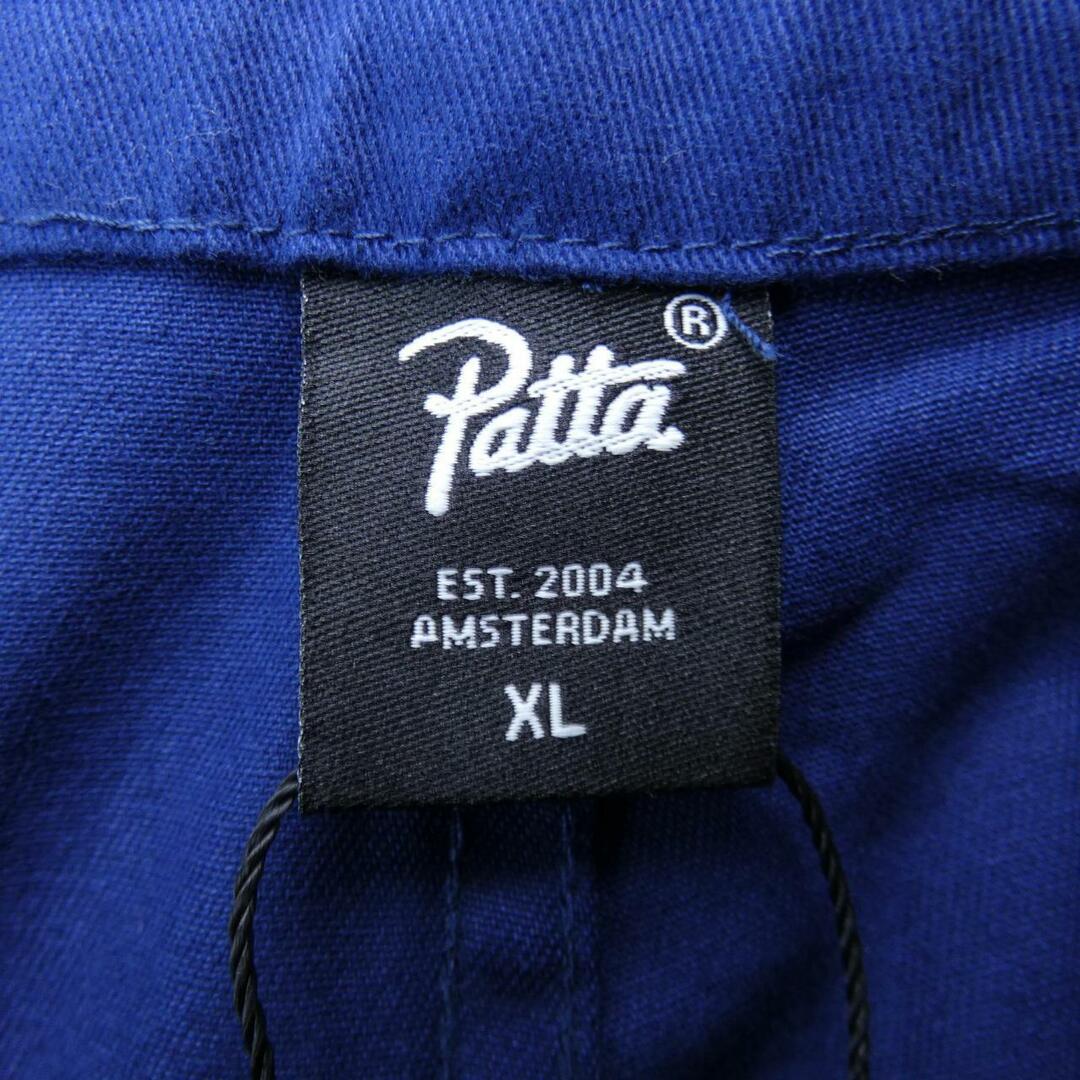 Patta®
EST. 2004
AMSTERDAM
XL